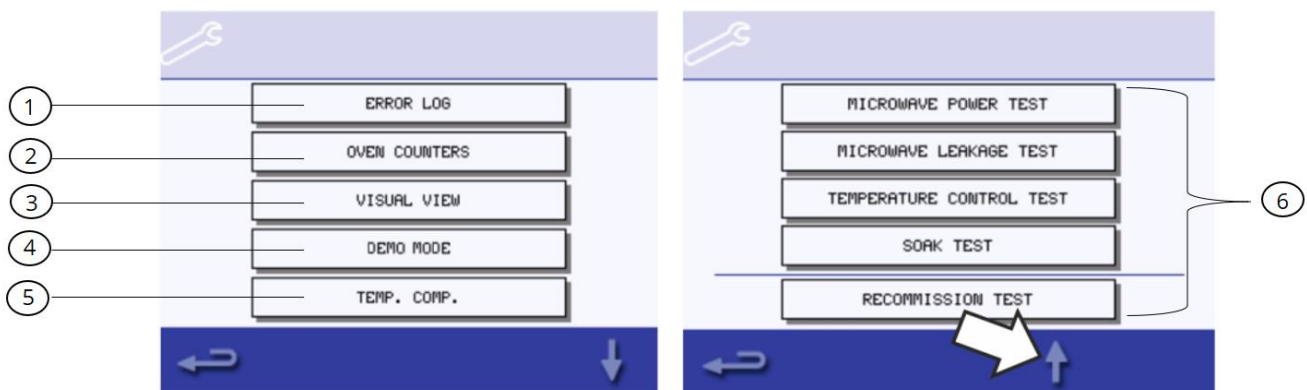 1
ERROR LOG
2
OVEN COUNTERS
3
VISUAL VIEW
4
DEMO MODE
5
TEMP. COMP.
MICROWAVE POWER TEST
MICROWAVE LEAKAGE TEST
TEMPERATURE CONTROL TEST
SOAK TEST
RECOMMISSION TEST
6